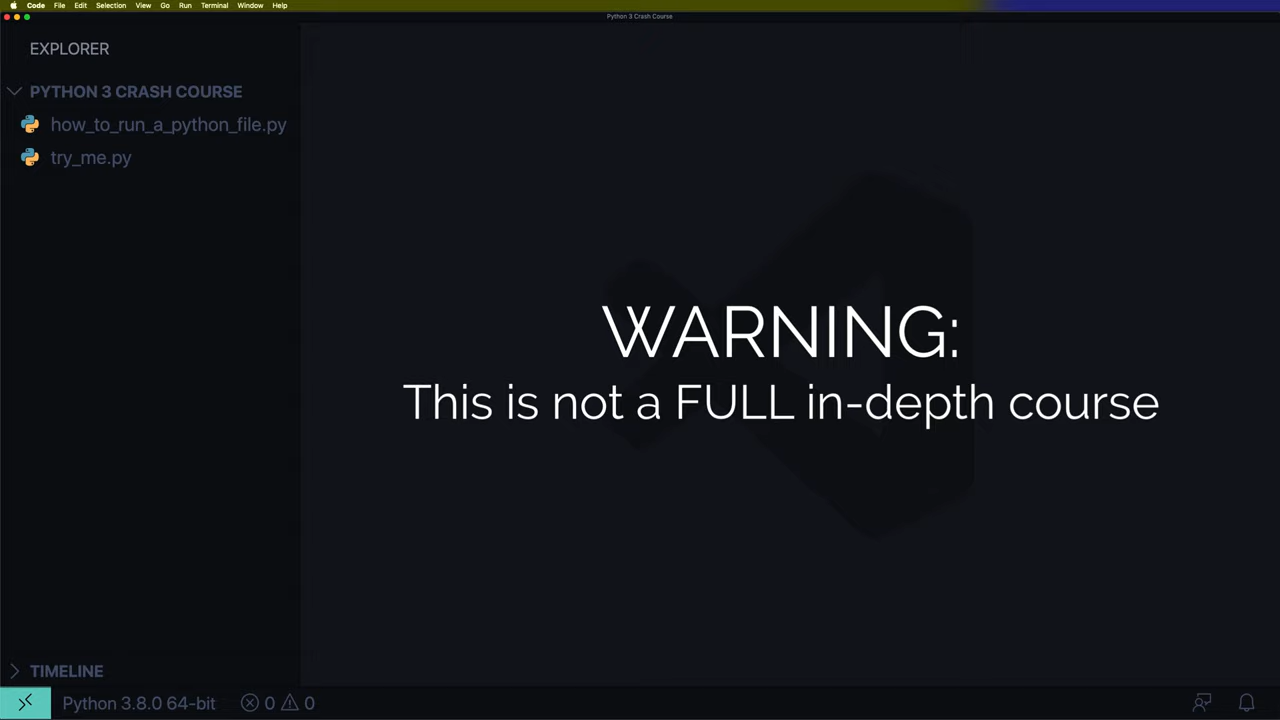 Code File Edit Selection View Go Run Terminal Window Help
Python 3 Crash Course
EXPLORER
PYTHON 3 CRASH COURSE
how_to_run_a_python_file.py
try_me.py
WARNING:
This is not a FULL in-depth course
TIMELINE
Python 3.8.0 64-bit 0 0